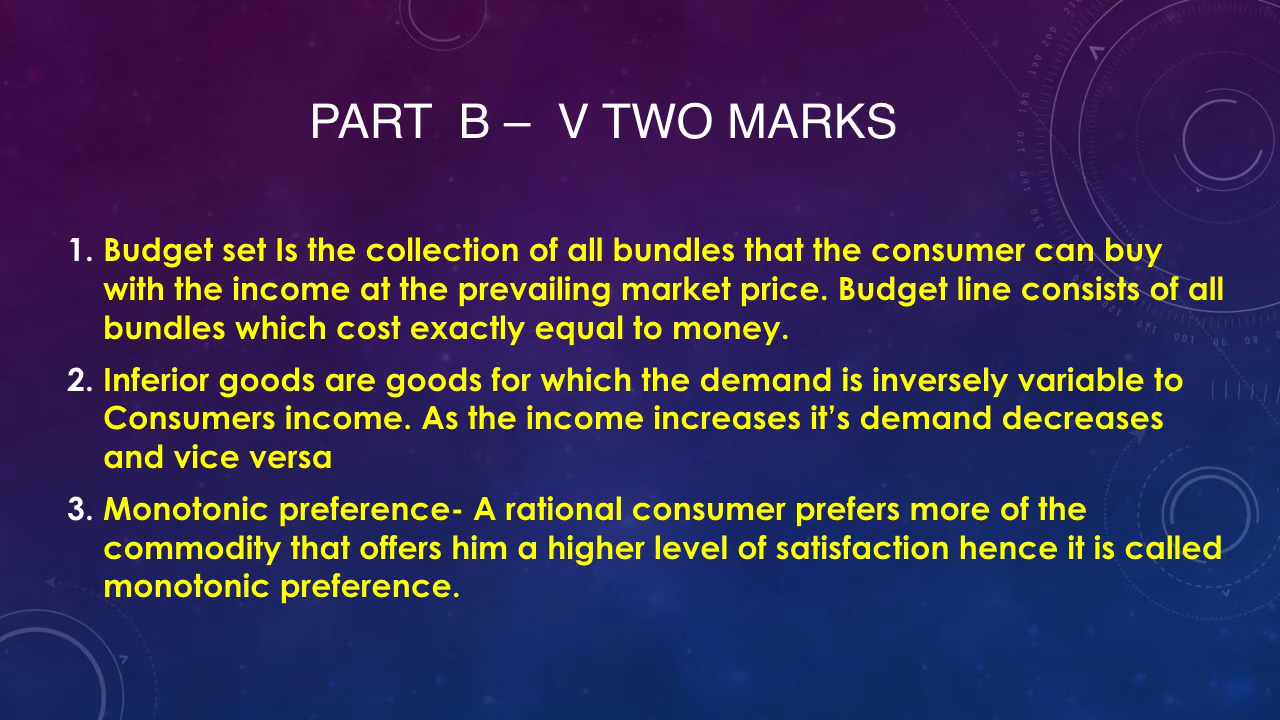 PART B – V TWO MARKS
1. Budget set Is the collection of all bundles that the consumer can buy
with the income at the prevailing market price. Budget line consists of all
bundles which cost exactly equal to money.
2. Inferior goods are goods for which the demand is inversely variable to
Consumers income. As the income increases it’s demand decreases
and vice versa
3. Monotonic preference- A rational consumer prefers more of the
commodity that offers him a higher level of satisfaction hence it is called
monotonic preference.